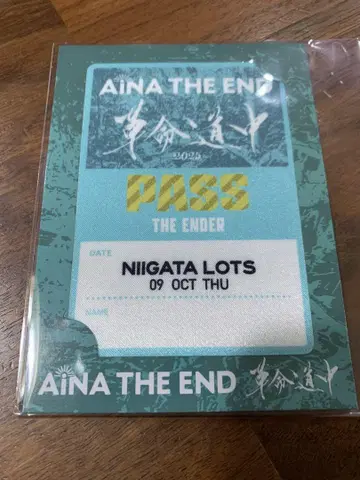 AiNA THE END
革命道中
2025
PASS
THE ENDER
DATE
NIIGATA LOTS
09 OCT THU
NAME
AiNA THE END 革命道中